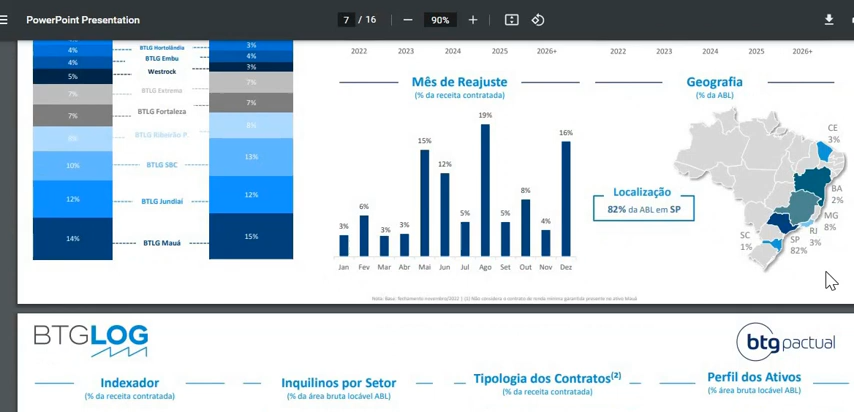 PowerPoint Presentation
7 / 16
90%
2022 2023 2024 2025 2026+
2022 2023 2024 2025 2026+
4% BTLG Hortolândia 3%
4% BTLG Embu 4%
5% Westrock 3%
7% BTLG Extrema 7%
7% BTLG Fortaleza 7%
8% BTLG Ribeirão P. 8%
10% BTLG SBC 13%
12% BTLG Jundiaí 12%
14% BTLG Mauá 15%
Mês de Reajuste
(% da receita contratada)
3% 6% 3% 3% 15% 12% 5% 19% 5% 8% 4% 16%
Jan Fev Mar Abr Mai Jun Jul Ago Set Out Nov Dez
Geografia
(% da ABL)
Localização
82% da ABL em SP
CE
3%
BA
2%
MG
8%
RJ
3%
SP
82%
SC
1%
BTGLOG
btgpactual
Indexador
(% da receita contratada)
Inquilinos por Setor
(% da área bruta locável ABL)
Tipologia dos Contratos(2)
(% da receita contratada)
Perfil dos Ativos
(% da área bruta locável ABL)